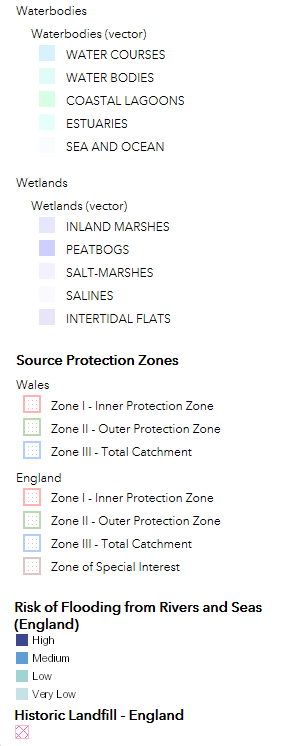 Waterbodies
Waterbodies (vector)
WATER COURSES
WATER BODIES
COASTAL LAGOONS
ESTUARIES
SEA AND OCEAN
Wetlands
Wetlands (vector)
INLAND MARSHES
PEATBOGS
SALT-MARSHES
SALINES
INTERTIDAL FLATS
Source Protection Zones
Wales
Zone I - Inner Protection Zone
Zone II - Outer Protection Zone
Zone III - Total Catchment
England
Zone I - Inner Protection Zone
Zone II - Outer Protection Zone
Zone III - Total Catchment
Zone of Special Interest
Risk of Flooding from Rivers and Seas
(England)
High
Medium
Low
Very Low
Historic Landfill - England